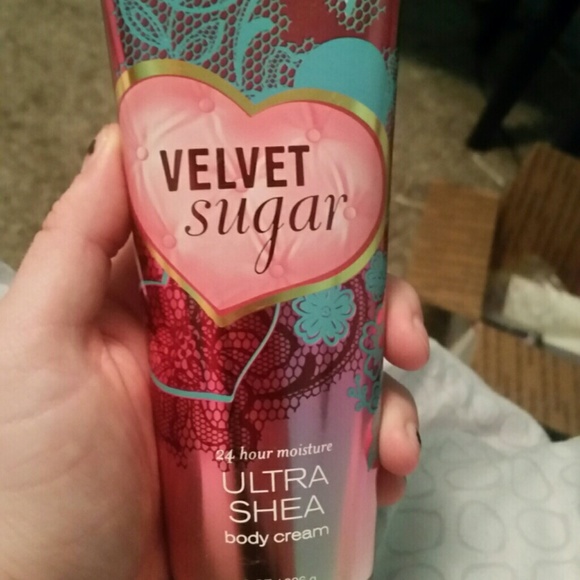 VELVET
sugar
24 hour moisture
ULTRA
SHEA
body cream